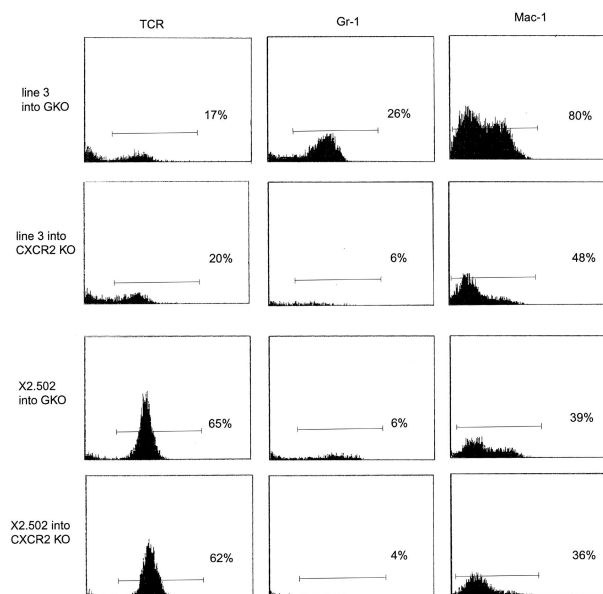 TCR Gr-1 Mac-1
line 3
into GKO
17% 26% 80%
line 3 into
CXCR2 KO
20% 6% 48%
X2.502
into GKO
65% 6% 39%
X2.502 into
CXCR2 KO
62% 4% 36%